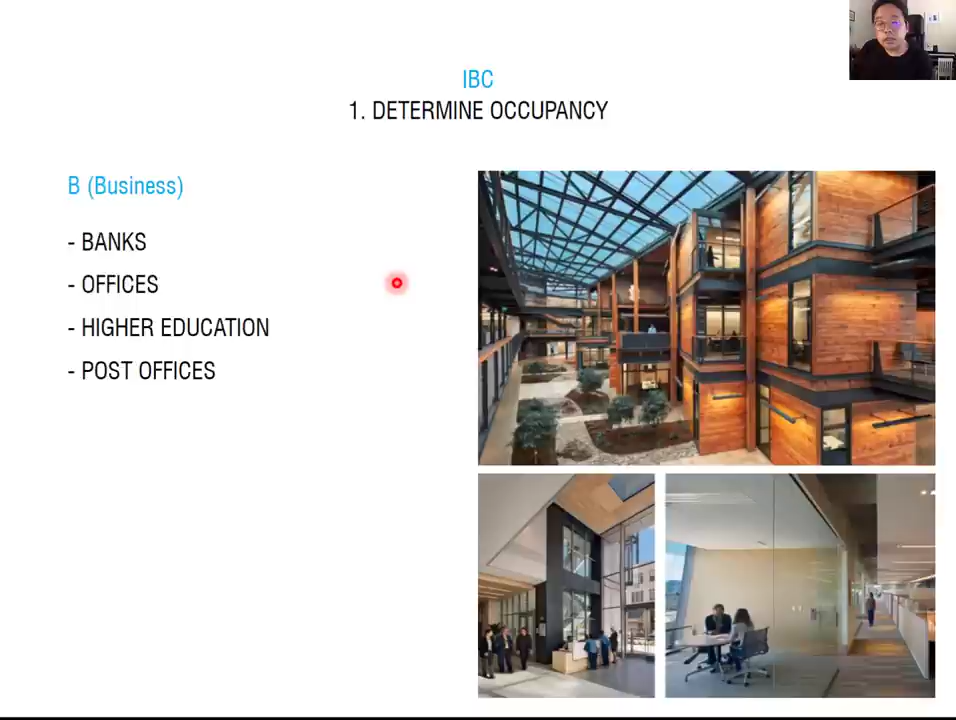 IBC
1. DETERMINE OCCUPANCY
B (Business)
- BANKS
- OFFICES
- HIGHER EDUCATION
- POST OFFICES